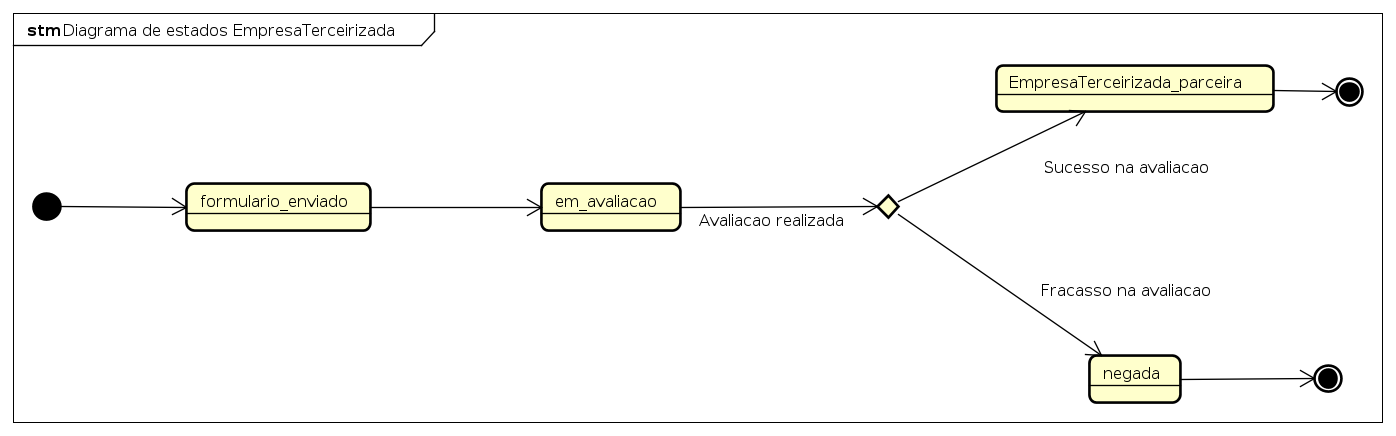 stm Diagrama de estados EmpresaTerceirizada
EmpresaTerceirizada_parceira
Sucesso na avaliacao
formulario_enviado
em_avaliacao
Avaliacao realizada
Fracasso na avaliacao
negada